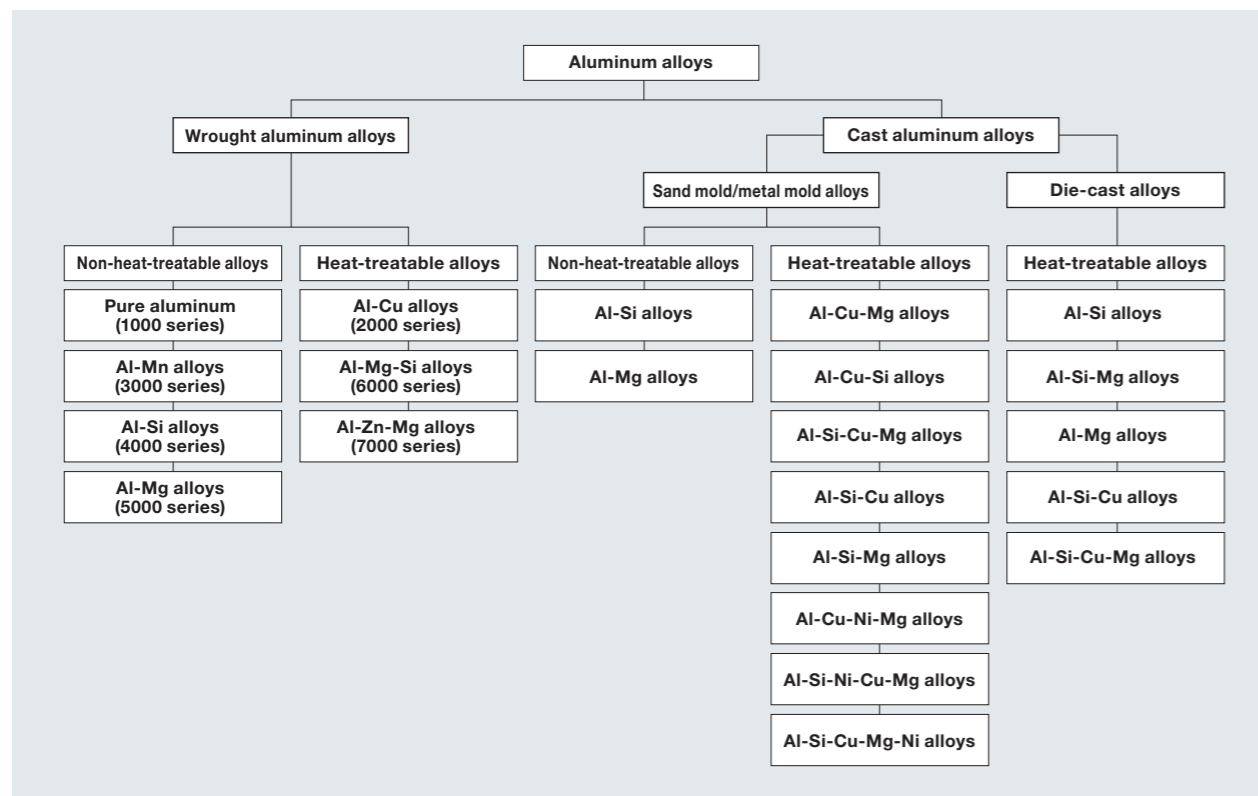 Aluminum alloys
Wrought aluminum alloys
Cast aluminum alloys
Sand mold/metal mold alloys
Die-cast alloys
Non-heat-treatable alloys
Pure aluminum
(1000 series)
Al-Mn alloys
(3000 series)
Al-Si alloys
(4000 series)
Al-Mg alloys
(5000 series)
Heat-treatable alloys
Al-Cu alloys
(2000 series)
Al-Mg-Si alloys
(6000 series)
Al-Zn-Mg alloys
(7000 series)
Non-heat-treatable alloys
Al-Si alloys
Al-Mg alloys
Heat-treatable alloys
Al-Cu-Mg alloys
Al-Cu-Si alloys
Al-Si-Cu-Mg alloys
Al-Si-Cu alloys
Al-Si-Mg alloys
Al-Cu-Ni-Mg alloys
Al-Si-Ni-Cu-Mg alloys
Al-Si-Cu-Mg-Ni alloys
Heat-treatable alloys
Al-Si alloys
Al-Si-Mg alloys
Al-Mg alloys
Al-Si-Cu alloys
Al-Si-Cu-Mg alloys